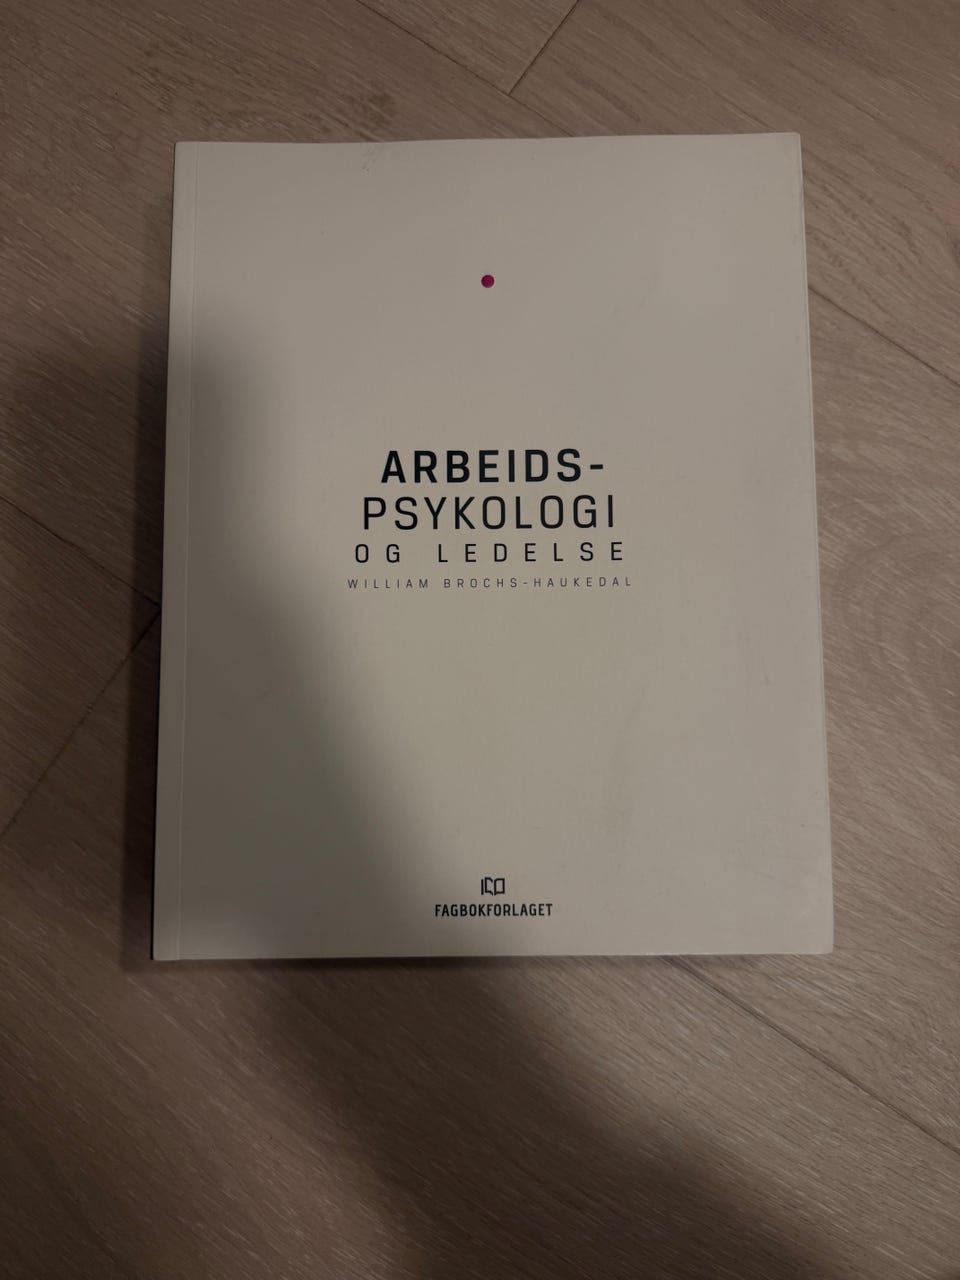 ARBEIDS-
PSYKOLOGI
OG LEDELSE
WILLIAM BROCHS-HAUKEDAL
FAGBOKFORLAGET